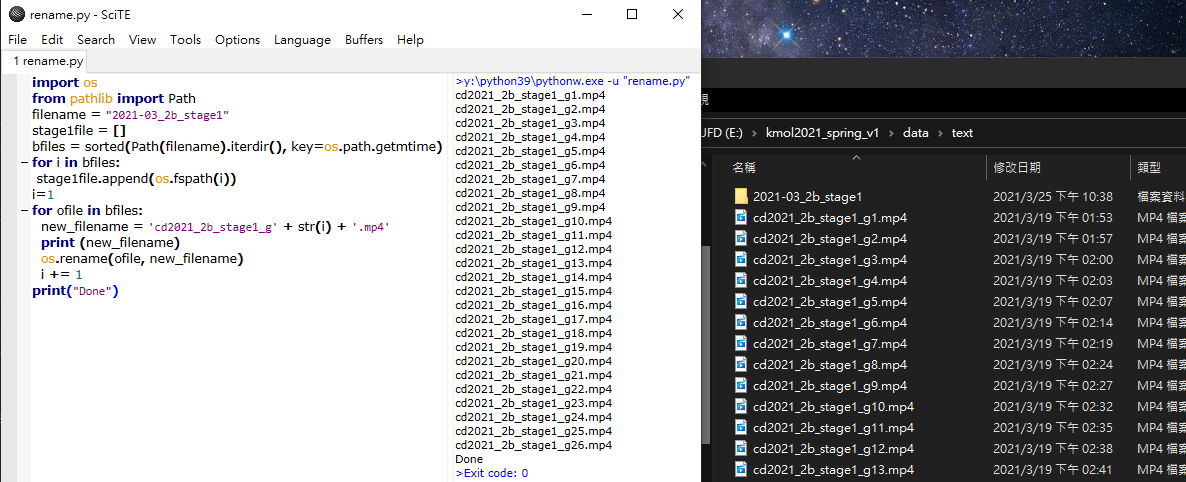 rename.py - SciTE
File Edit Search View Tools Options Language Buffers Help
1 rename.py
import os
from pathlib import Path
filename = "2021-03_2b_stage1"
stage1file = []
bfiles = sorted(Path(filename).iterdir(), key=os.path.getmtime)
for i in bfiles:
stage1file.append(os.fspath(i))
i=1
for ofile in bfiles:
new_filename = 'cd2021_2b_stage1_g' + str(i) + '.mp4'
print (new_filename)
os.rename(ofile, new_filename)
i += 1
print("Done")
>y:\python39\pythonw.exe -u "rename.py"
cd2021_2b_stage1_g1.mp4
cd2021_2b_stage1_g2.mp4
cd2021_2b_stage1_g3.mp4
cd2021_2b_stage1_g4.mp4
cd2021_2b_stage1_g5.mp4
cd2021_2b_stage1_g6.mp4
cd2021_2b_stage1_g7.mp4
cd2021_2b_stage1_g8.mp4
cd2021_2b_stage1_g9.mp4
cd2021_2b_stage1_g10.mp4
cd2021_2b_stage1_g11.mp4
cd2021_2b_stage1_g12.mp4
cd2021_2b_stage1_g13.mp4
cd2021_2b_stage1_g14.mp4
cd2021_2b_stage1_g15.mp4
cd2021_2b_stage1_g16.mp4
cd2021_2b_stage1_g17.mp4
cd2021_2b_stage1_g18.mp4
cd2021_2b_stage1_g19.mp4
cd2021_2b_stage1_g20.mp4
cd2021_2b_stage1_g21.mp4
cd2021_2b_stage1_g22.mp4
cd2021_2b_stage1_g23.mp4
cd2021_2b_stage1_g24.mp4
cd2021_2b_stage1_g25.mp4
cd2021_2b_stage1_g26.mp4
Done
>Exit code: 0
UFD (E:) › kmol2021_spring_v1 › data › text
名稱 修改日期 類型
2021-03_2b_stage1 2021/3/25 下午 10:38 檔案資料
cd2021_2b_stage1_g1.mp4 2021/3/19 下午 01:53 MP4 檔案
cd2021_2b_stage1_g2.mp4 2021/3/19 下午 01:57 MP4 檔案
cd2021_2b_stage1_g3.mp4 2021/3/19 下午 02:00 MP4 檔案
cd2021_2b_stage1_g4.mp4 2021/3/19 下午 02:03 MP4 檔案
cd2021_2b_stage1_g5.mp4 2021/3/19 下午 02:07 MP4 檔案
cd2021_2b_stage1_g6.mp4 2021/3/19 下午 02:14 MP4 檔案
cd2021_2b_stage1_g7.mp4 2021/3/19 下午 02:19 MP4 檔案
cd2021_2b_stage1_g8.mp4 2021/3/19 下午 02:24 MP4 檔案
cd2021_2b_stage1_g9.mp4 2021/3/19 下午 02:27 MP4 檔案
cd2021_2b_stage1_g10.mp4 2021/3/19 下午 02:32 MP4 檔案
cd2021_2b_stage1_g11.mp4 2021/3/19 下午 02:35 MP4 檔案
cd2021_2b_stage1_g12.mp4 2021/3/19 下午 02:38 MP4 檔案
cd2021_2b_stage1_g13.mp4 2021/3/19 下午 02:41 MP4 檔案